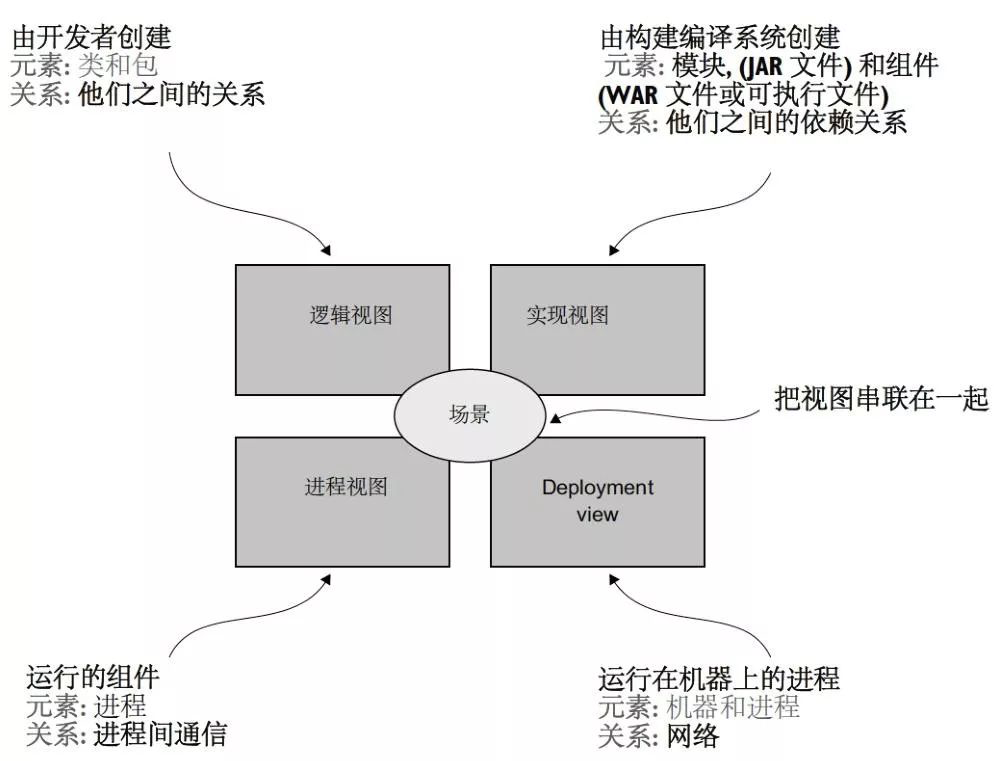 由开发者创建
元素: 类和包
关系: 他们之间的关系
由构建编译系统创建
元素: 模块, (JAR 文件) 和组件
(WAR 文件或可执行文件)
关系: 他们之间的依赖关系
逻辑视图
实现视图
场景
把视图串联在一起
进程视图
Deployment
view
运行的组件
元素: 进程
关系: 进程间通信
运行在机器上的进程
元素: 机器和进程
关系: 网络